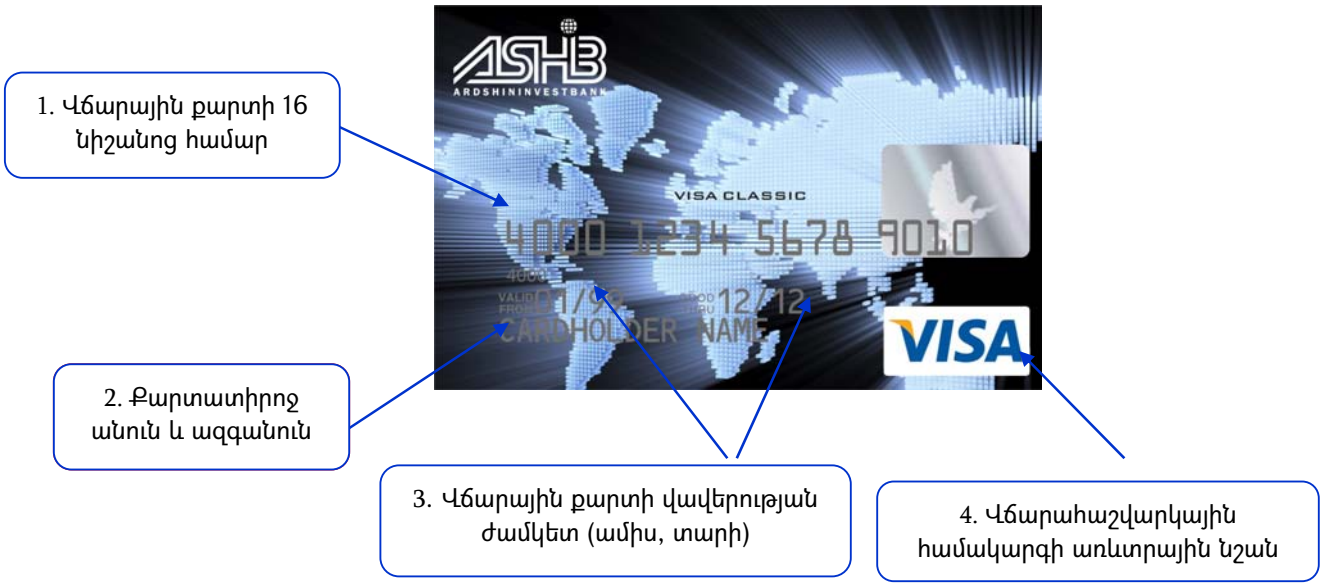 ASHIB
ARDSHININVESTBANK
1. Վճարային քարտի 16
նիշանոց համար
VISA CLASSIC
4000 1234 5678 9010
4000
VALID FROM 01/99 GOOD THRU 12/12
CARDHOLDER NAME
VISA
2. Քարտատիրոջ
անուն և ազգանուն
3. Վճարային քարտի վավերության
ժամկետ (ամիս, տարի)
4. Վճարահաշվարկային
համակարգի առևտրային նշան